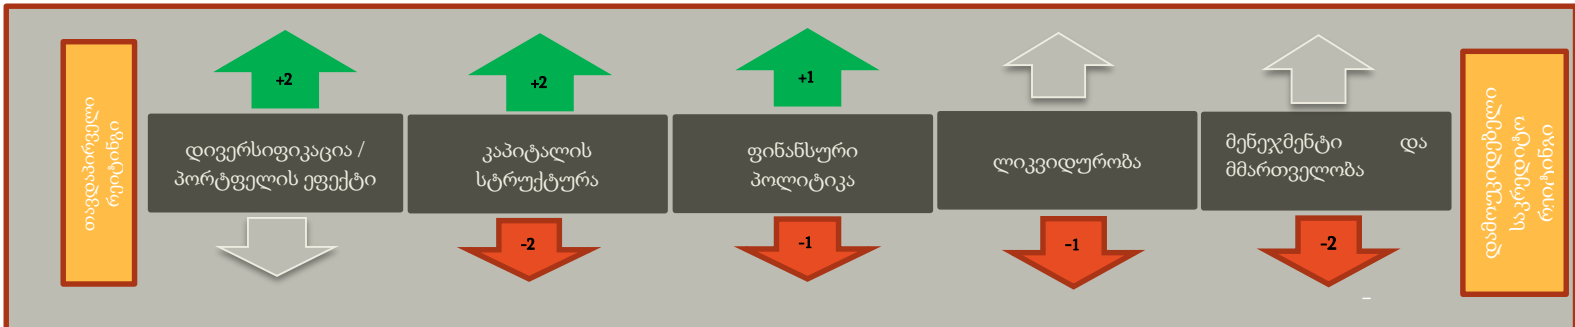 თავდაპირველი
რეიტინგი
+2
დივერსიფიკაცია /
პორტფელის ეფექტი
+2
კაპიტალის
სტრუქტურა
-2
+1
ფინანსური
პოლიტიკა
-1
ლიკვიდურობა
-1
მენეჯმენტი და
მმართველობა
-2
დამოუკიდებელი
საკრედიტო
რეიტინგი